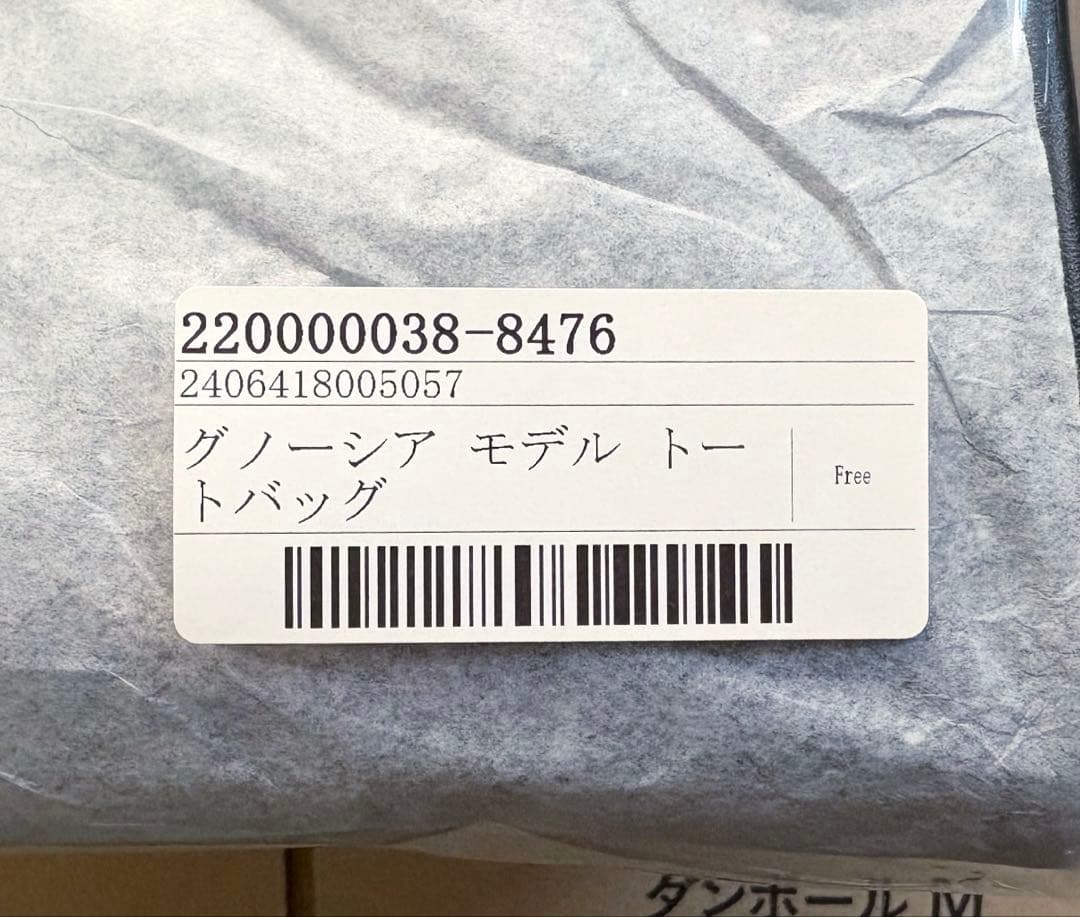 220000038-8476
2406418005057
グノーシア モデル トー
トバッグ
Free
ダンボール